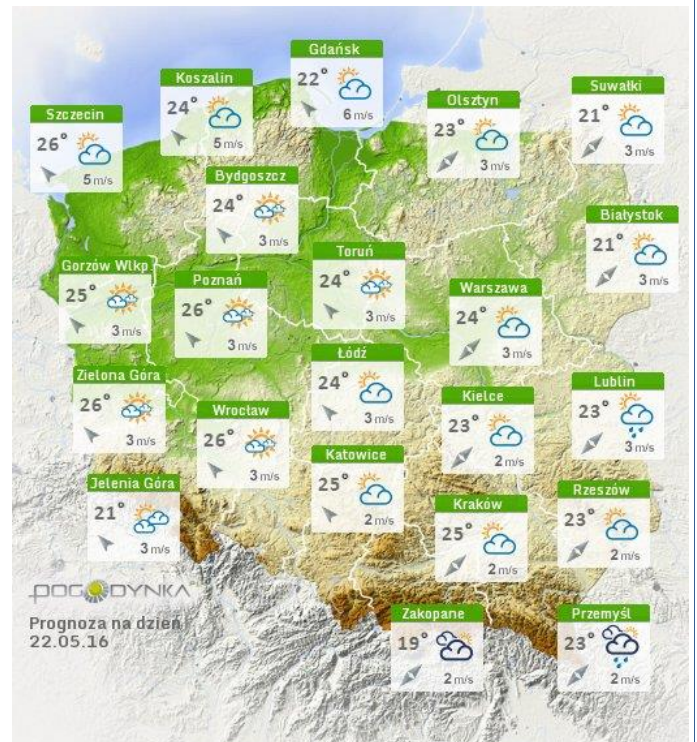 Gdańsk
22°
6 m/s
Koszalin
24°
5 m/s
Suwałki
21°
3 m/s
Olsztyn
23°
3 m/s
Szczecin
26°
5 m/s
Bydgoszcz
24°
3 m/s
Białystok
21°
3 m/s
Toruń
24°
3 m/s
Gorzów Wlkp
25°
3 m/s
Poznań
26°
3 m/s
Warszawa
24°
3 m/s
Łódź
24°
3 m/s
Zielona Góra
26°
3 m/s
Lublin
23°
3 m/s
Kielce
23°
2 m/s
Wrocław
26°
3 m/s
Katowice
25°
2 m/s
Jelenia Góra
21°
3 m/s
Rzeszów
23°
2 m/s
Kraków
25°
2 m/s
POGODYNKA
Prognoza na dzień
22.05.16
Zakopane
19°
2 m/s
Przemyśl
23°
2 m/s